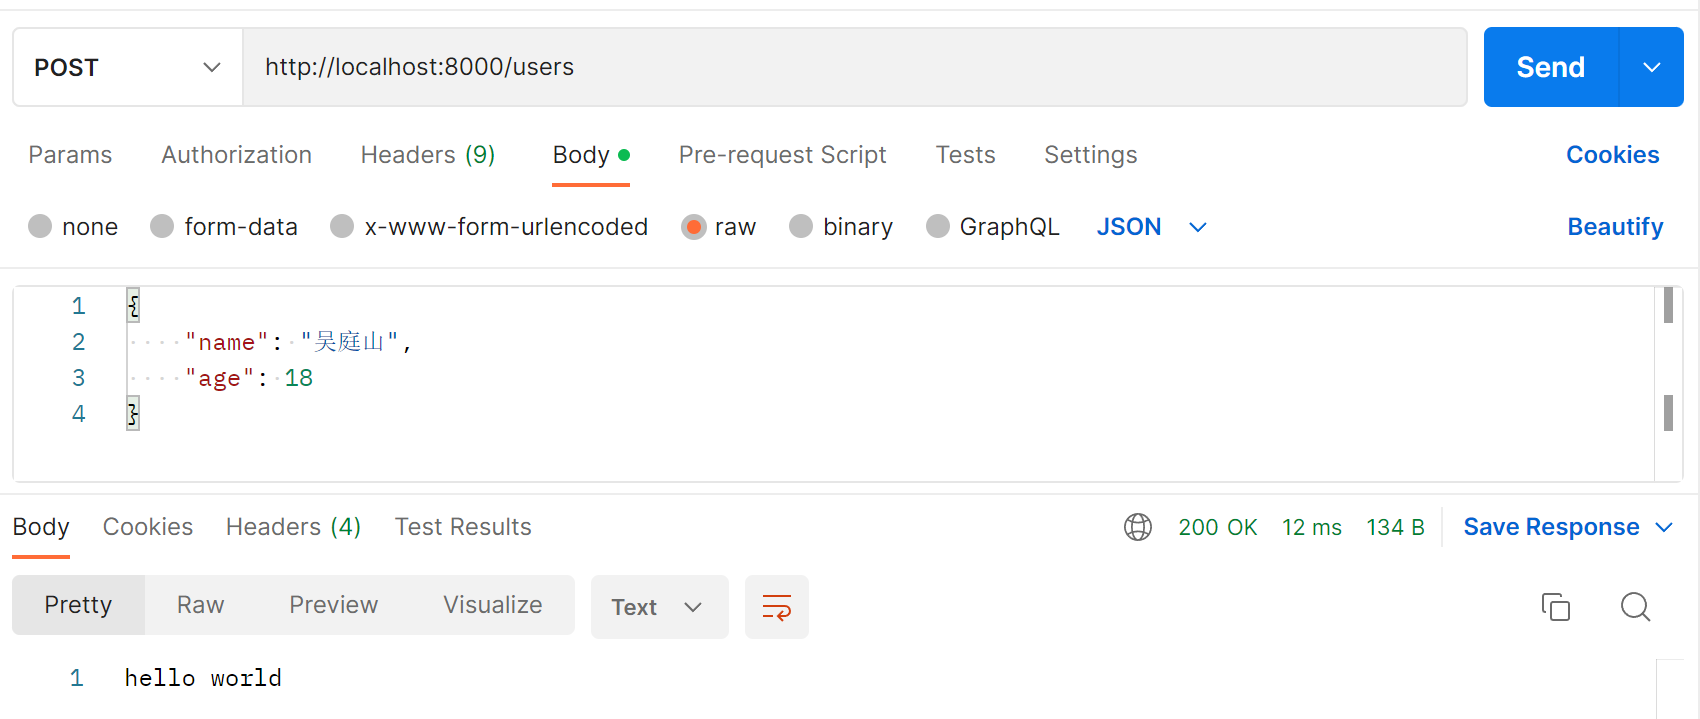 POST http://localhost:8000/users Send
Params Authorization Headers (9) Body Pre-request Script Tests Settings Cookies
none form-data x-www-form-urlencoded raw binary GraphQL JSON Beautify
1 {
2 "name": "吴庭山",
3 "age": 18
4 }
Body Cookies Headers (4) Test Results 200 OK 12 ms 134 B Save Response
Pretty Raw Preview Visualize Text
1 hello world